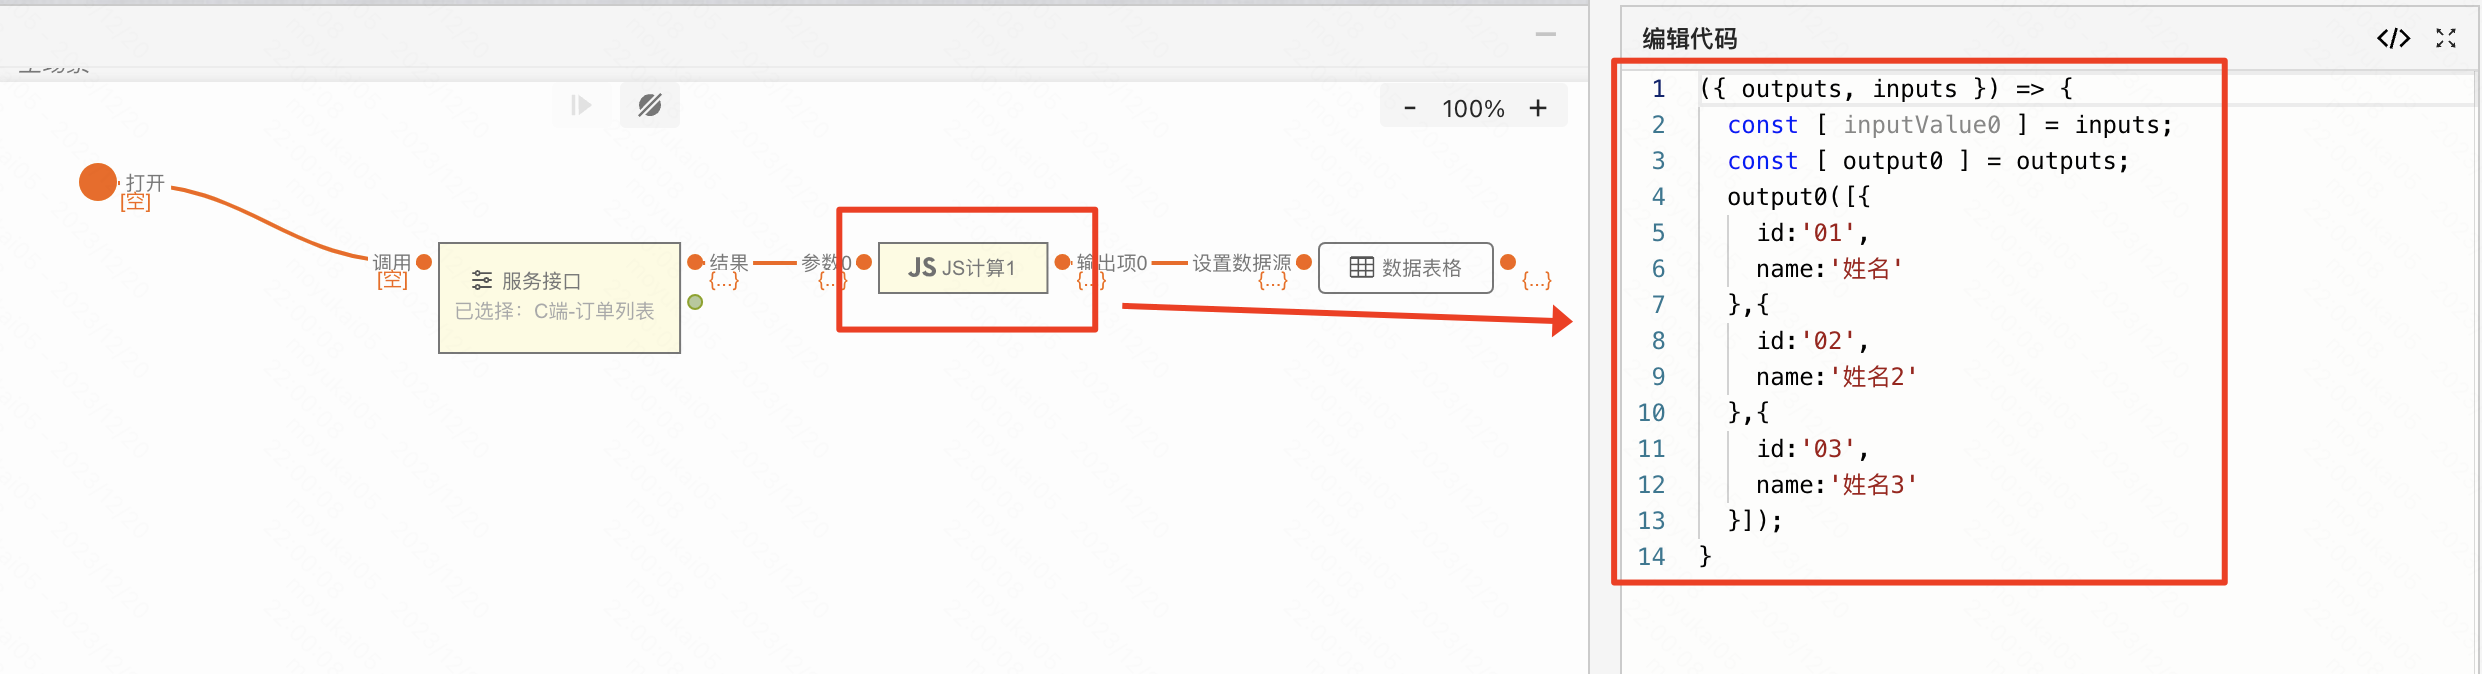 编辑代码
100%
打开
[空]
调用
[空]
服务接口
已选择：C端-订单列表
结果
{...}
参数0
{...}
JS JS计算1
输出项0
{...}
设置数据源
{...}
数据表格
{...}
1 ({ outputs, inputs }) => {
2 const [ inputValue0 ] = inputs;
3 const [ output0 ] = outputs;
4 output0([{
5 id:'01',
6 name:'姓名'
7 },{
8 id:'02',
9 name:'姓名2'
10 },{
11 id:'03',
12 name:'姓名3'
13 }]);
14 }